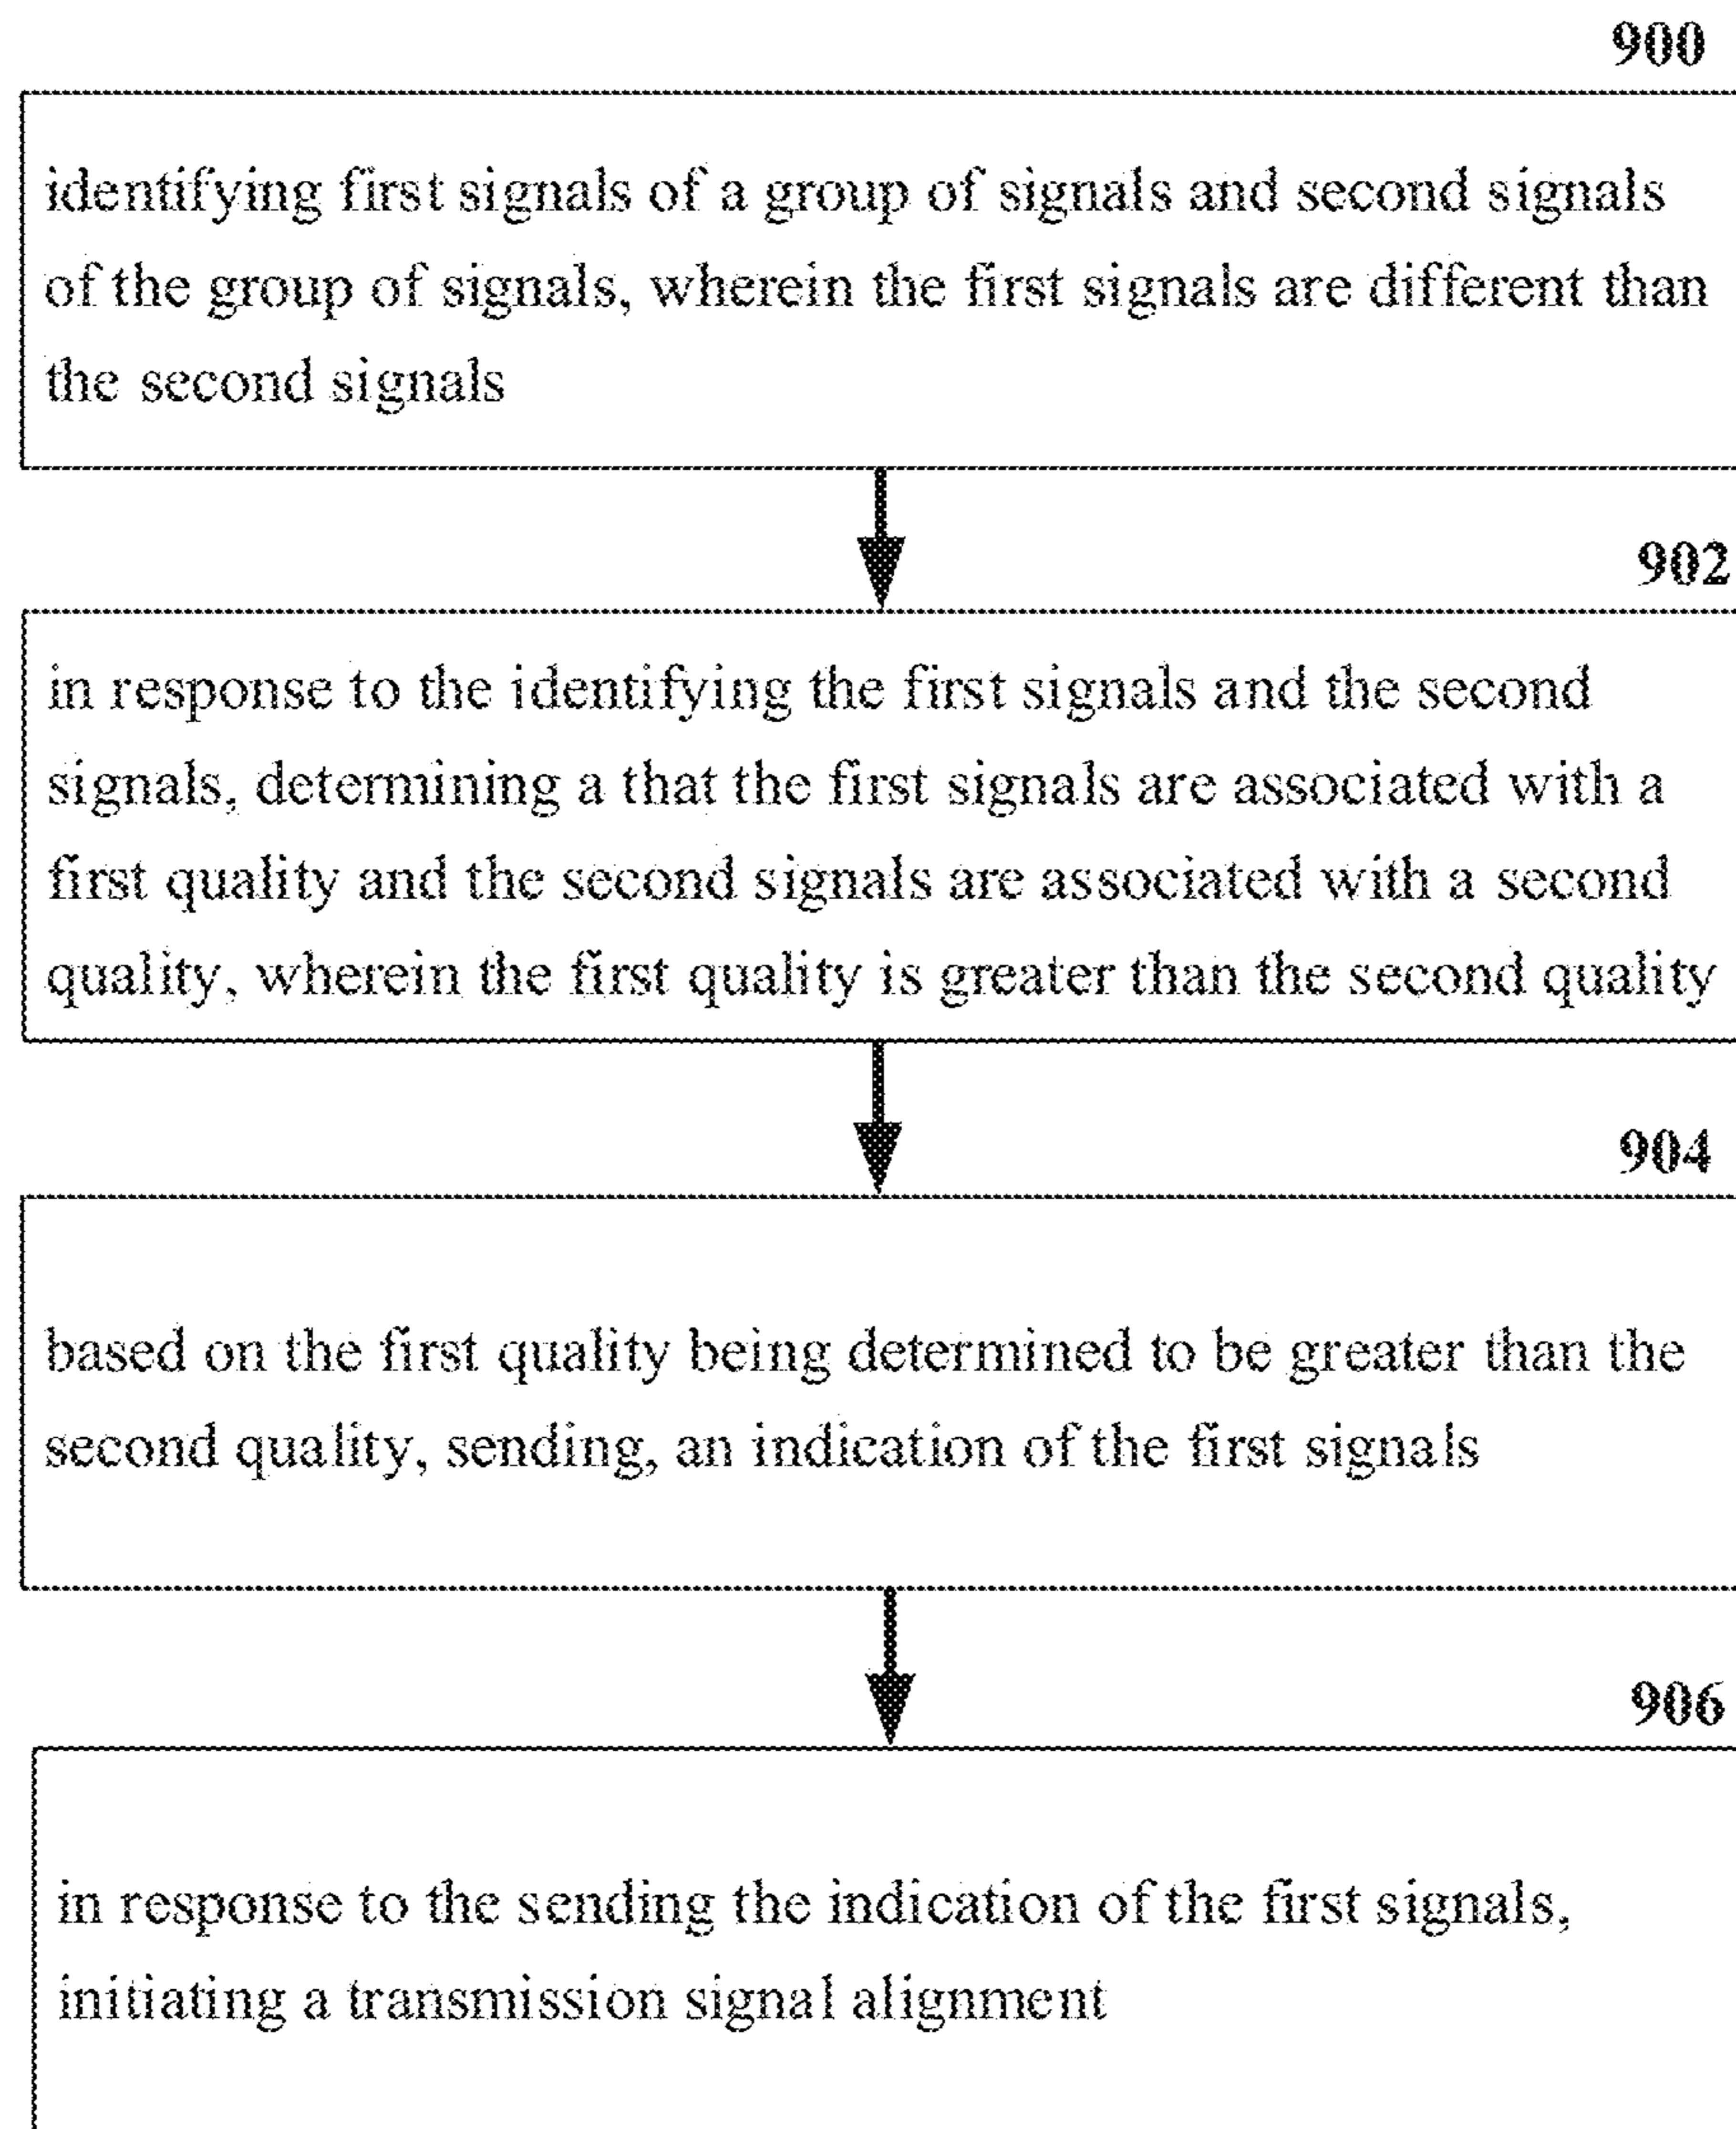 900
identifying first signals of a group of signals and second signals
of the group of signals, wherein the first signals are different than
the second signals
902
in response to the identifying the first signals and the second
signals, determining a that the first signals are associated with a
first quality and the second signals are associated with a second
quality, wherein the first quality is greater than the second quality
904
based on the first quality being determined to be greater than the
second quality, sending, an indication of the first signals
906
in response to the sending the indication of the first signals,
initiating a transmission signal alignment